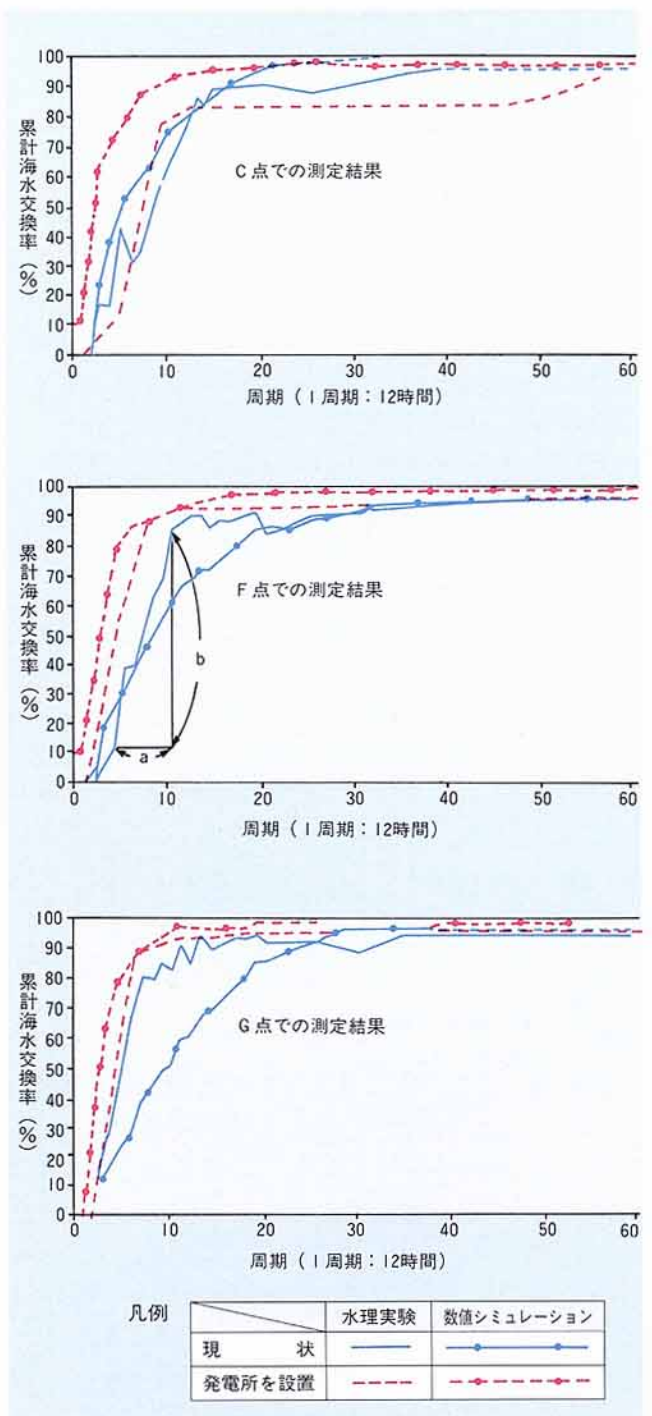 累計海水交換率(%)
100
90
80
70
60
50
40
30
20
10
0
C点での測定結果
0 10 20 30 40 50 60
周期(1周期:12時間)
累計海水交換率(%)
100
90
80
70
60
50
40
30
20
10
0
F点での測定結果
b
a
0 10 20 30 40 50 60
周期(1周期:12時間)
累計海水交換率(%)
100
90
80
70
60
50
40
30
20
10
0
G点での測定結果
0 10 20 30 40 50 60
周期(1周期:12時間)
凡例
水理実験 数値シミュレーション
現状
発電所を設置